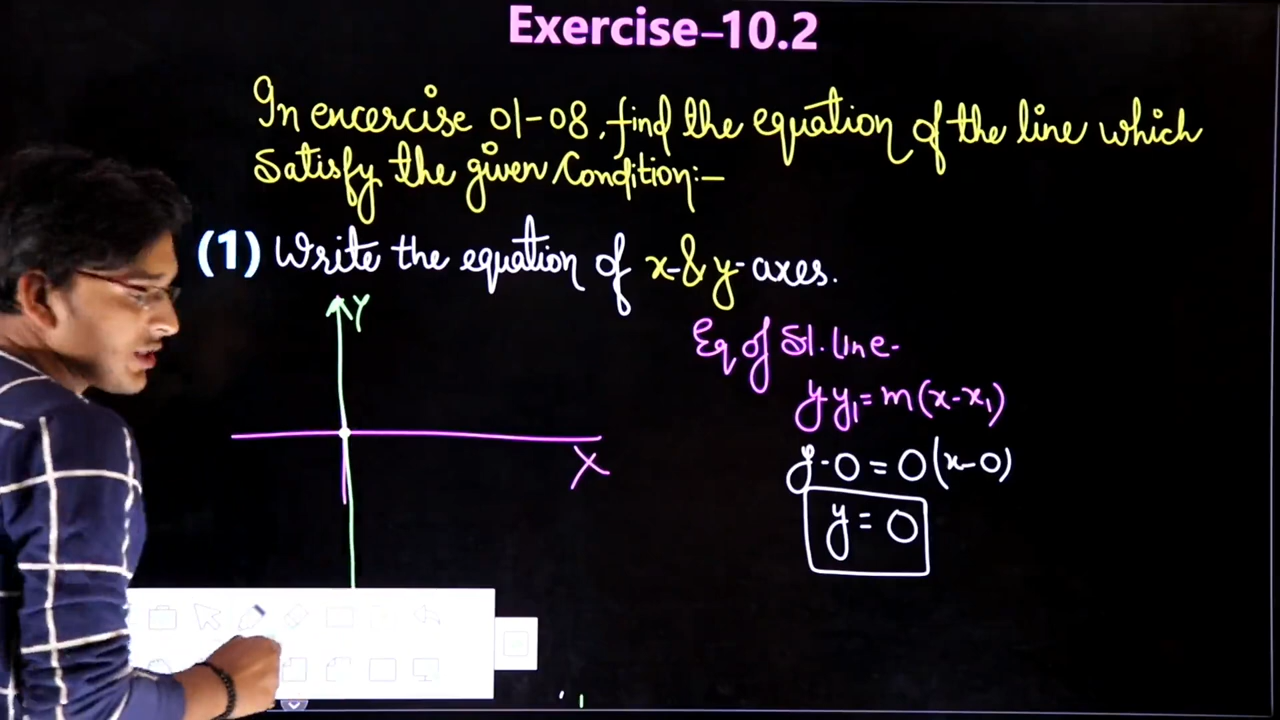 Exercise–10.2
In encercise 01-08, find the equation of the line which
satisfy the given condition:-
(1) Write the equation of x-& y-axes.
Y
Eq of St. line-
y-y₁=m(x-x₁)
X
y-0=0(x-0)
y=0